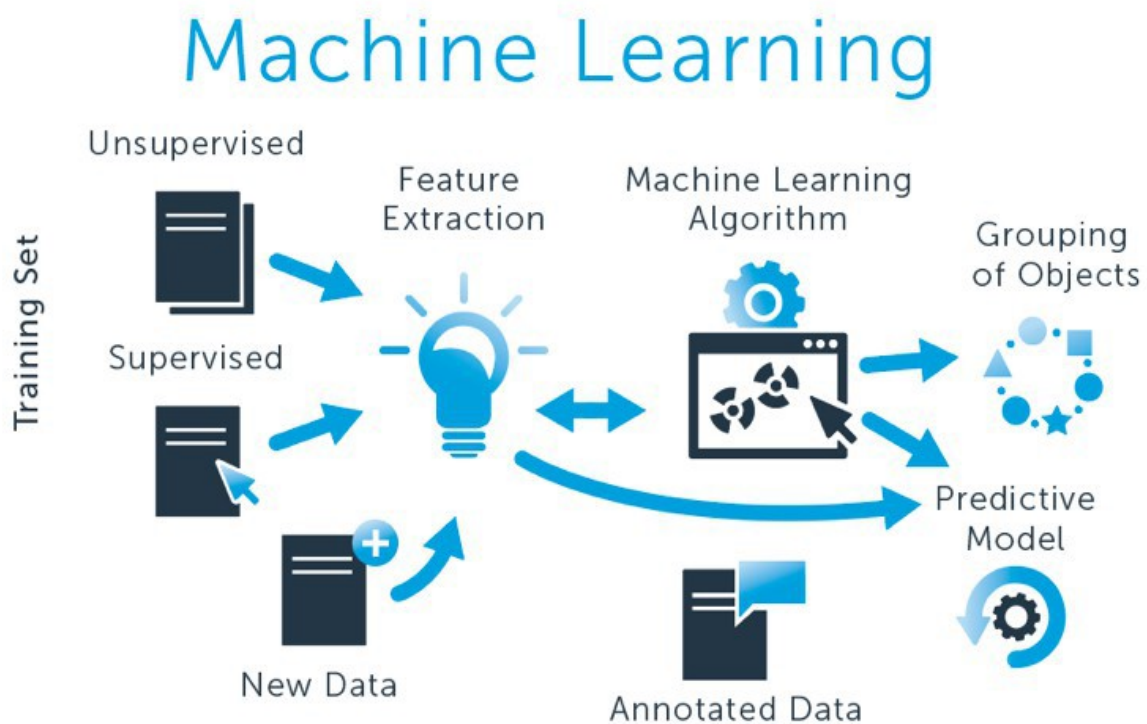 Machine Learning
Training Set
Unsupervised
Supervised
New Data
Feature
Extraction
Machine Learning
Algorithm
Annotated Data
Grouping
of Objects
Predictive
Model